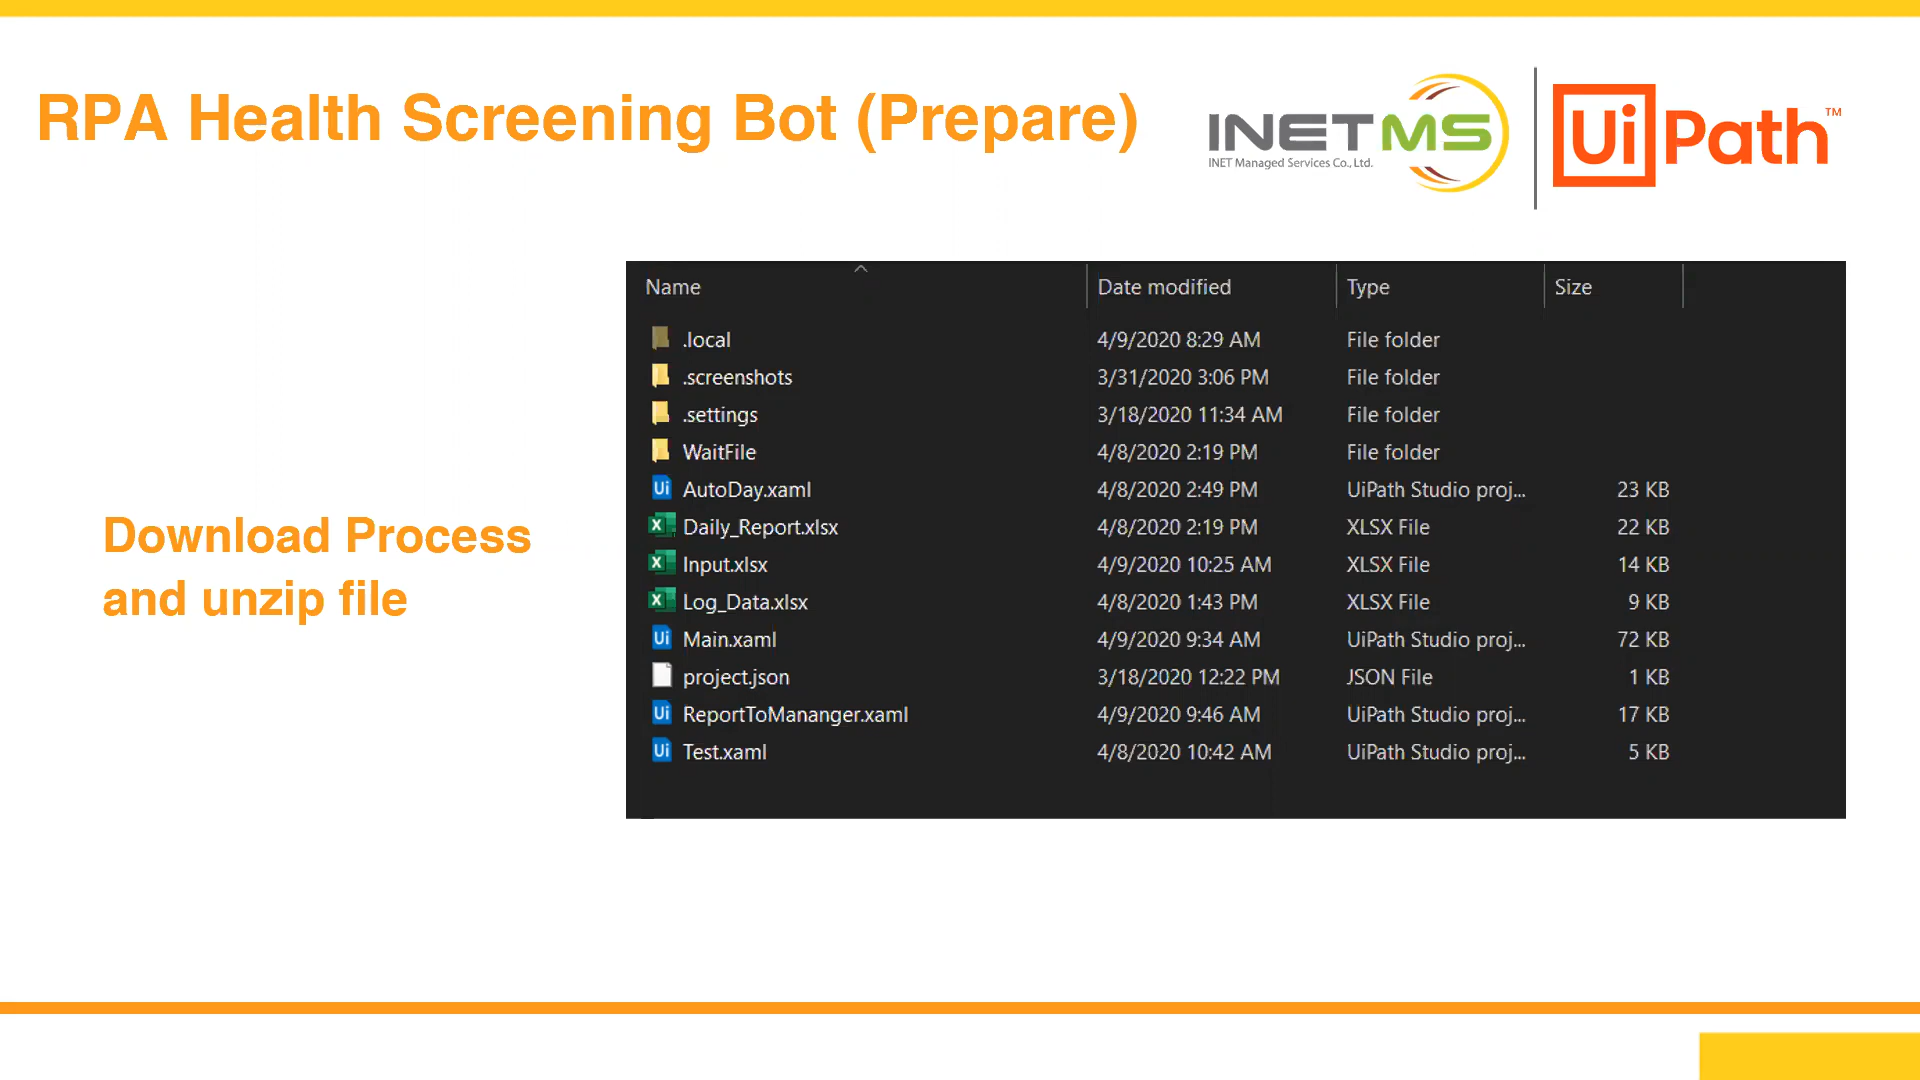 RPA Health Screening Bot (Prepare)
INETMS
INET Managed Services Co., Ltd.
UiPath™
Download Process
and unzip file
Name Date modified Type Size
.local 4/9/2020 8:29 AM File folder
.screenshots 3/31/2020 3:06 PM File folder
.settings 3/18/2020 11:34 AM File folder
WaitFile 4/8/2020 2:19 PM File folder
AutoDay.xaml 4/8/2020 2:49 PM UiPath Studio proj... 23 KB
Daily_Report.xlsx 4/8/2020 2:19 PM XLSX File 22 KB
Input.xlsx 4/9/2020 10:25 AM XLSX File 14 KB
Log_Data.xlsx 4/8/2020 1:43 PM XLSX File 9 KB
Main.xaml 4/9/2020 9:34 AM UiPath Studio proj... 72 KB
project.json 3/18/2020 12:22 PM JSON File 1 KB
ReportToMananger.xaml 4/9/2020 9:46 AM UiPath Studio proj... 17 KB
Test.xaml 4/8/2020 10:42 AM UiPath Studio proj... 5 KB